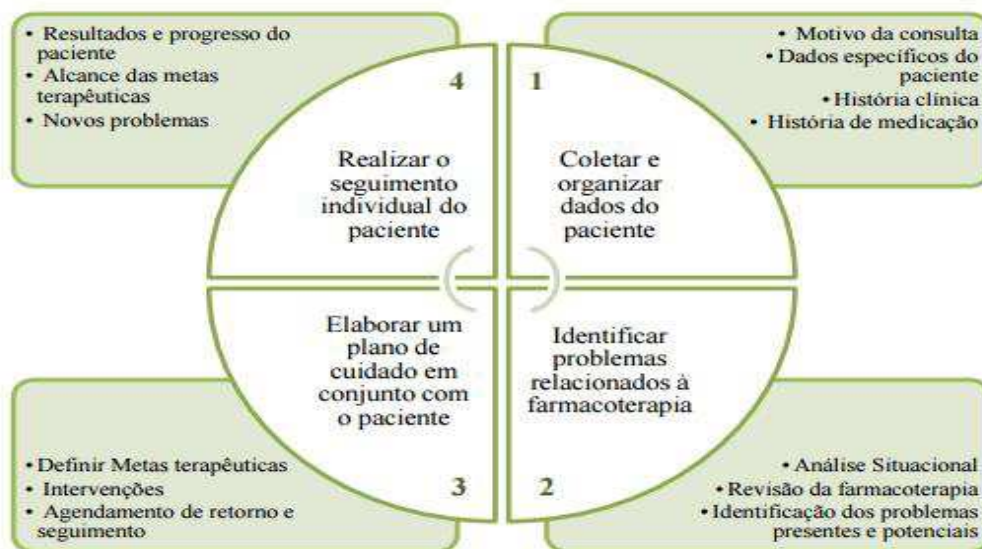 • Resultados e progresso do
paciente
• Alcance das metas
terapêuticas
• Novos problemas
4
Realizar o
seguimento
individual do
paciente
• Motivo da consulta
• Dados específicos do
paciente
• História clínica
• História de medicação
1
Coletar e
organizar
dados do
paciente
Elaborar um
plano de
cuidado em
conjunto com
o paciente
3
• Definir Metas terapêuticas
• Intervenções
• Agendamento de retorno e
seguimento
Identificar
problemas
relacionados à
farmacoterapia
2
• Análise Situacional
• Revisão da farmacoterapia
• Identificação dos problemas
presentes e potenciais